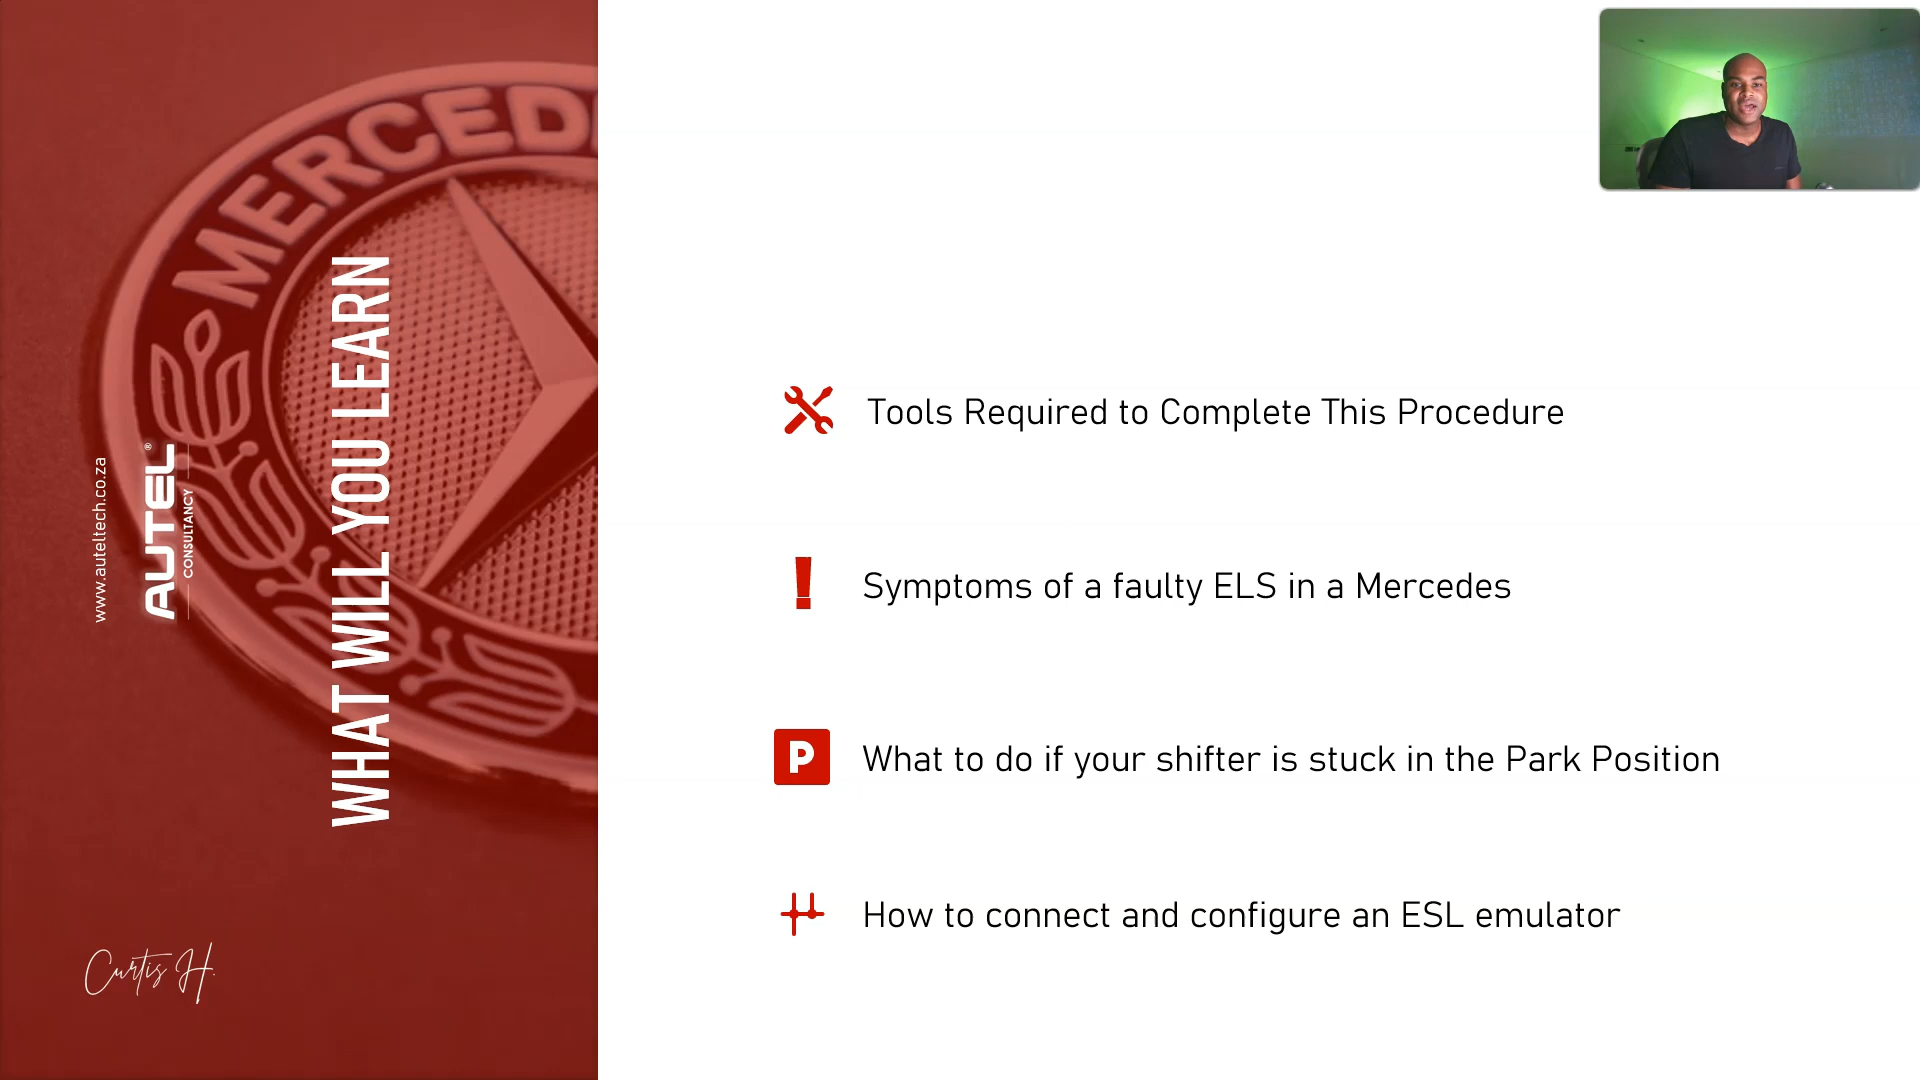 MERCED
www.auteltech.co.za
AUTEL®
CONSULTANCY
WHAT WILL YOU LEARN
Curtis H.
Tools Required to Complete This Procedure
! Symptoms of a faulty ELS in a Mercedes
P What to do if your shifter is stuck in the Park Position
How to connect and configure an ESL emulator